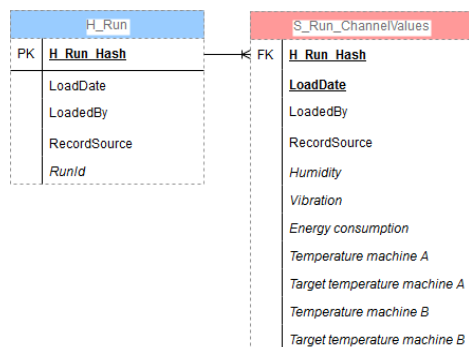 H_Run
PK H_Run_Hash
LoadDate
LoadedBy
RecordSource
RunId
S_Run_ChannelValues
FK H_Run_Hash
LoadDate
LoadedBy
RecordSource
Humidity
Vibration
Energy consumption
Temperature machine A
Target temperature machine A
Temperature machine B
Target temperature machine B